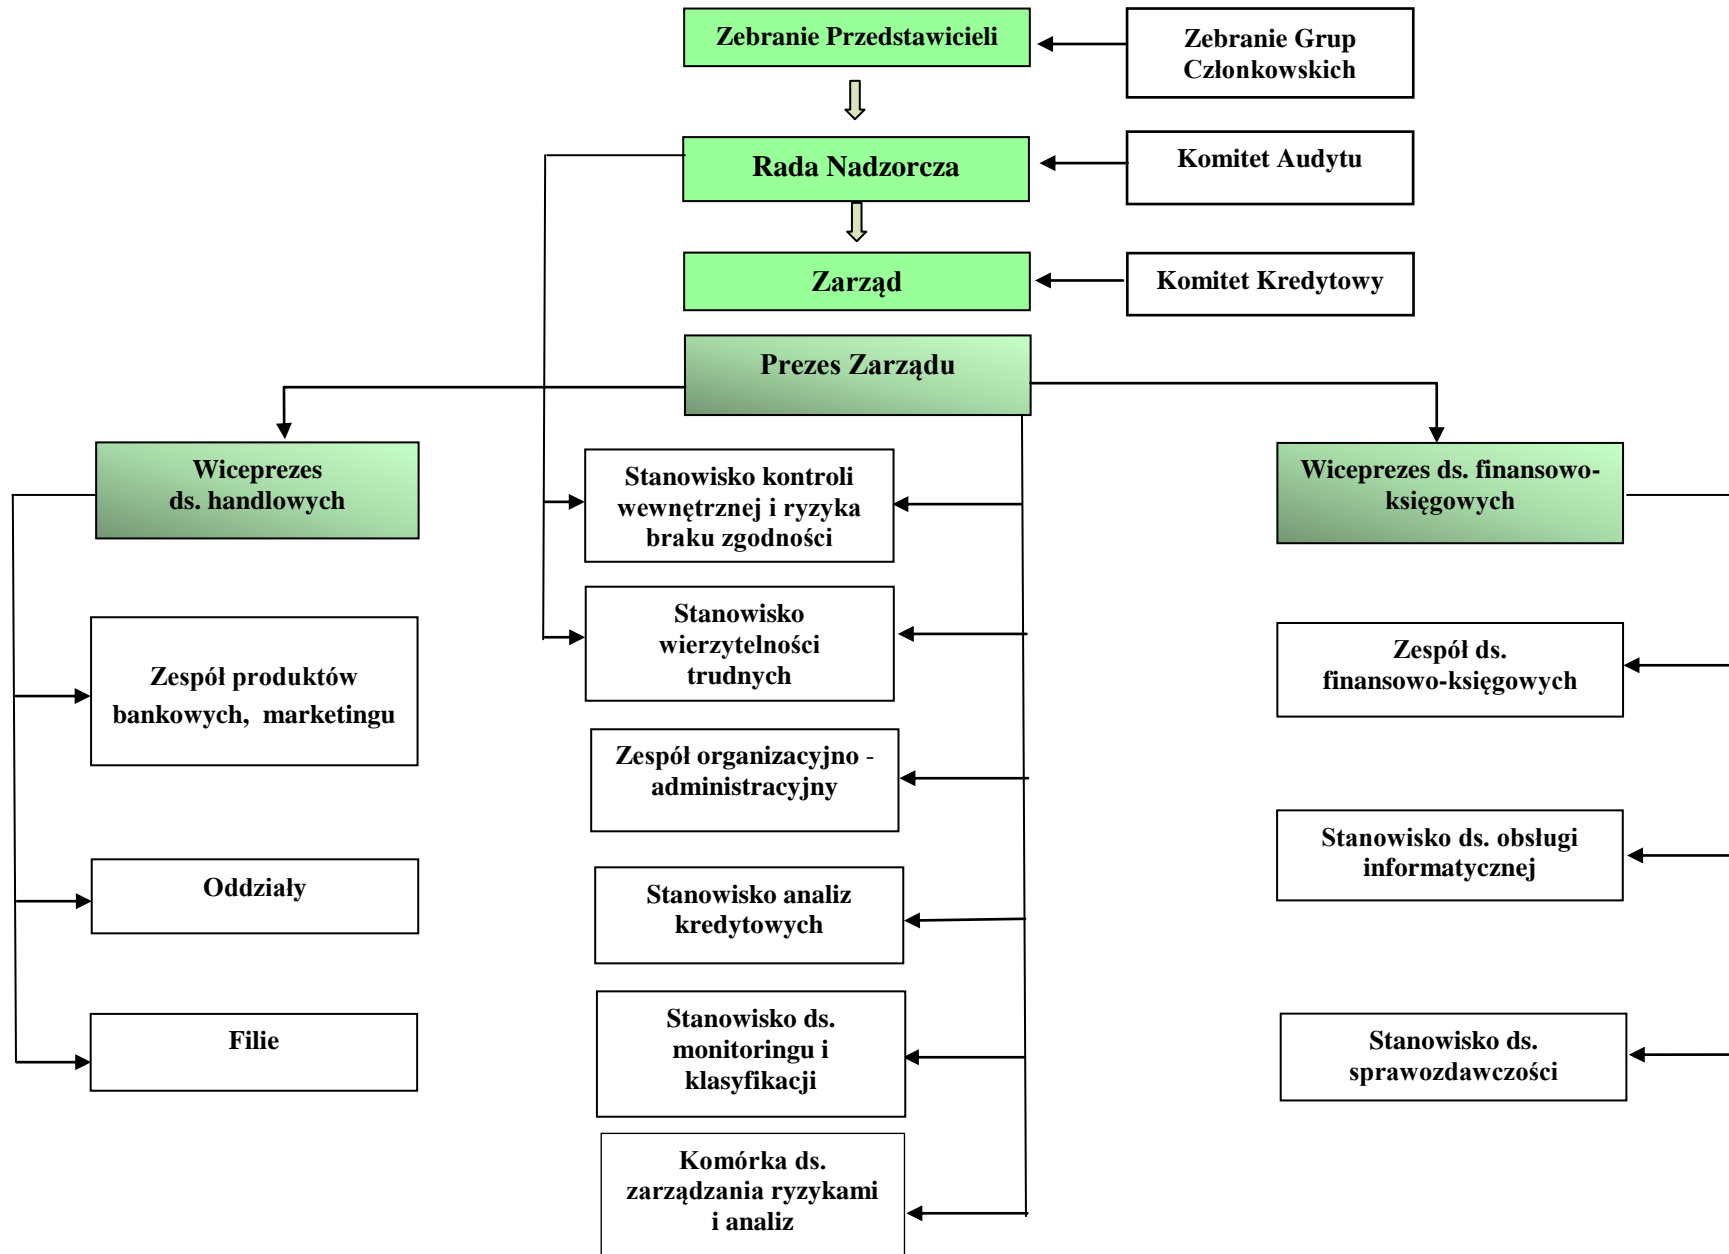 Zebranie Przedstawicieli
Zebranie Grup
Członkowskich
Rada Nadzorcza
Komitet Audytu
Zarząd
Komitet Kredytowy
Prezes Zarządu
Wiceprezes
ds. handlowych
Stanowisko kontroli
wewnętrznej i ryzyka
braku zgodności
Wiceprezes ds. finansowo-
księgowych
Stanowisko
wierzytelności
trudnych
Zespół produktów
bankowych, marketingu
Zespół ds.
finansowo-księgowych
Zespół organizacyjno -
administracyjny
Stanowisko ds. obsługi
informatycznej
Oddziały
Stanowisko analiz
kredytowych
Filie
Stanowisko ds.
monitoringu i
klasyfikacji
Stanowisko ds.
sprawozdawczości
Komórka ds.
zarządzania ryzykami
i analiz